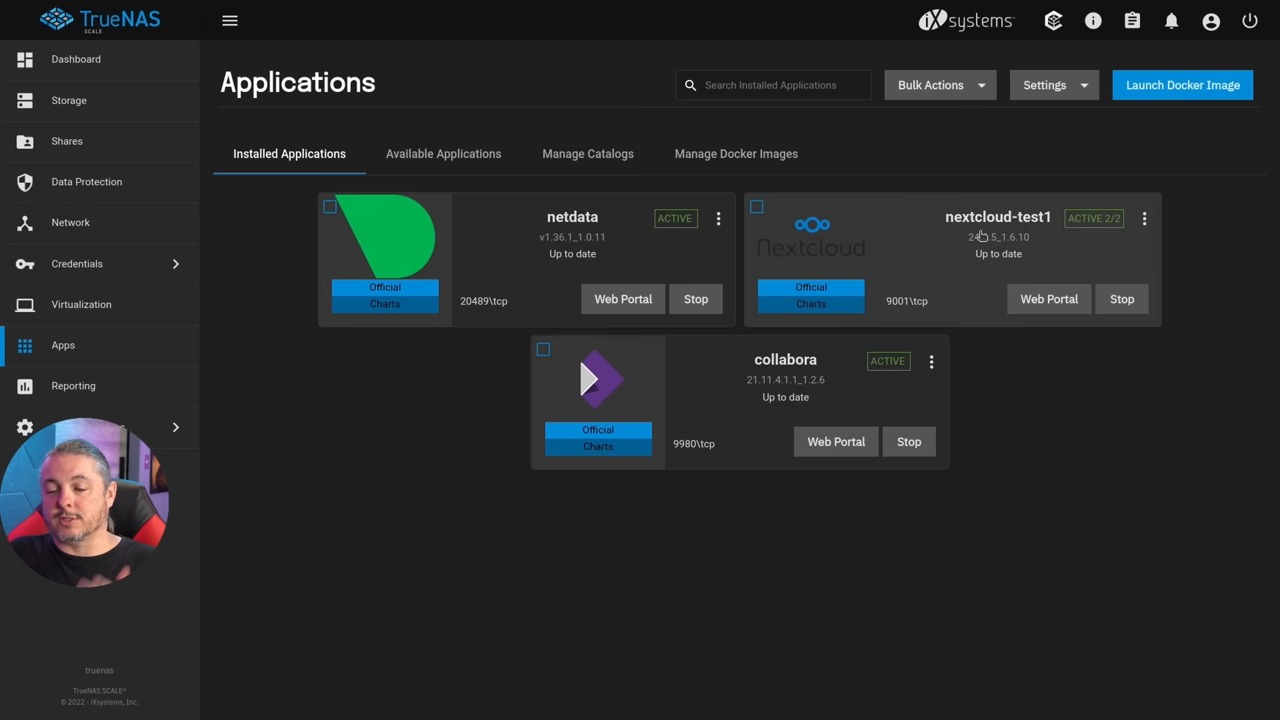 TrueNAS
SCALE
iXsystems™
Dashboard
Storage
Shares
Data Protection
Network
Credentials
Virtualization
Apps
Reporting
truenas
TrueNAS SCALE®
© 2022 - iXsystems, Inc.
Applications
Search Installed Applications
Bulk Actions
Settings
Launch Docker Image
Installed Applications
Available Applications
Manage Catalogs
Manage Docker Images
netdata
ACTIVE
v1.36.1_1.0.11
Up to date
Official
Charts
20489\tcp
Web Portal
Stop
Nextcloud
nextcloud-test1
ACTIVE 2/2
Up to date
Official
Charts
9001\tcp
Web Portal
Stop
collabora
ACTIVE
21.11.4.1.1_1.2.6
Up to date
Official
Charts
9980\tcp
Web Portal
Stop